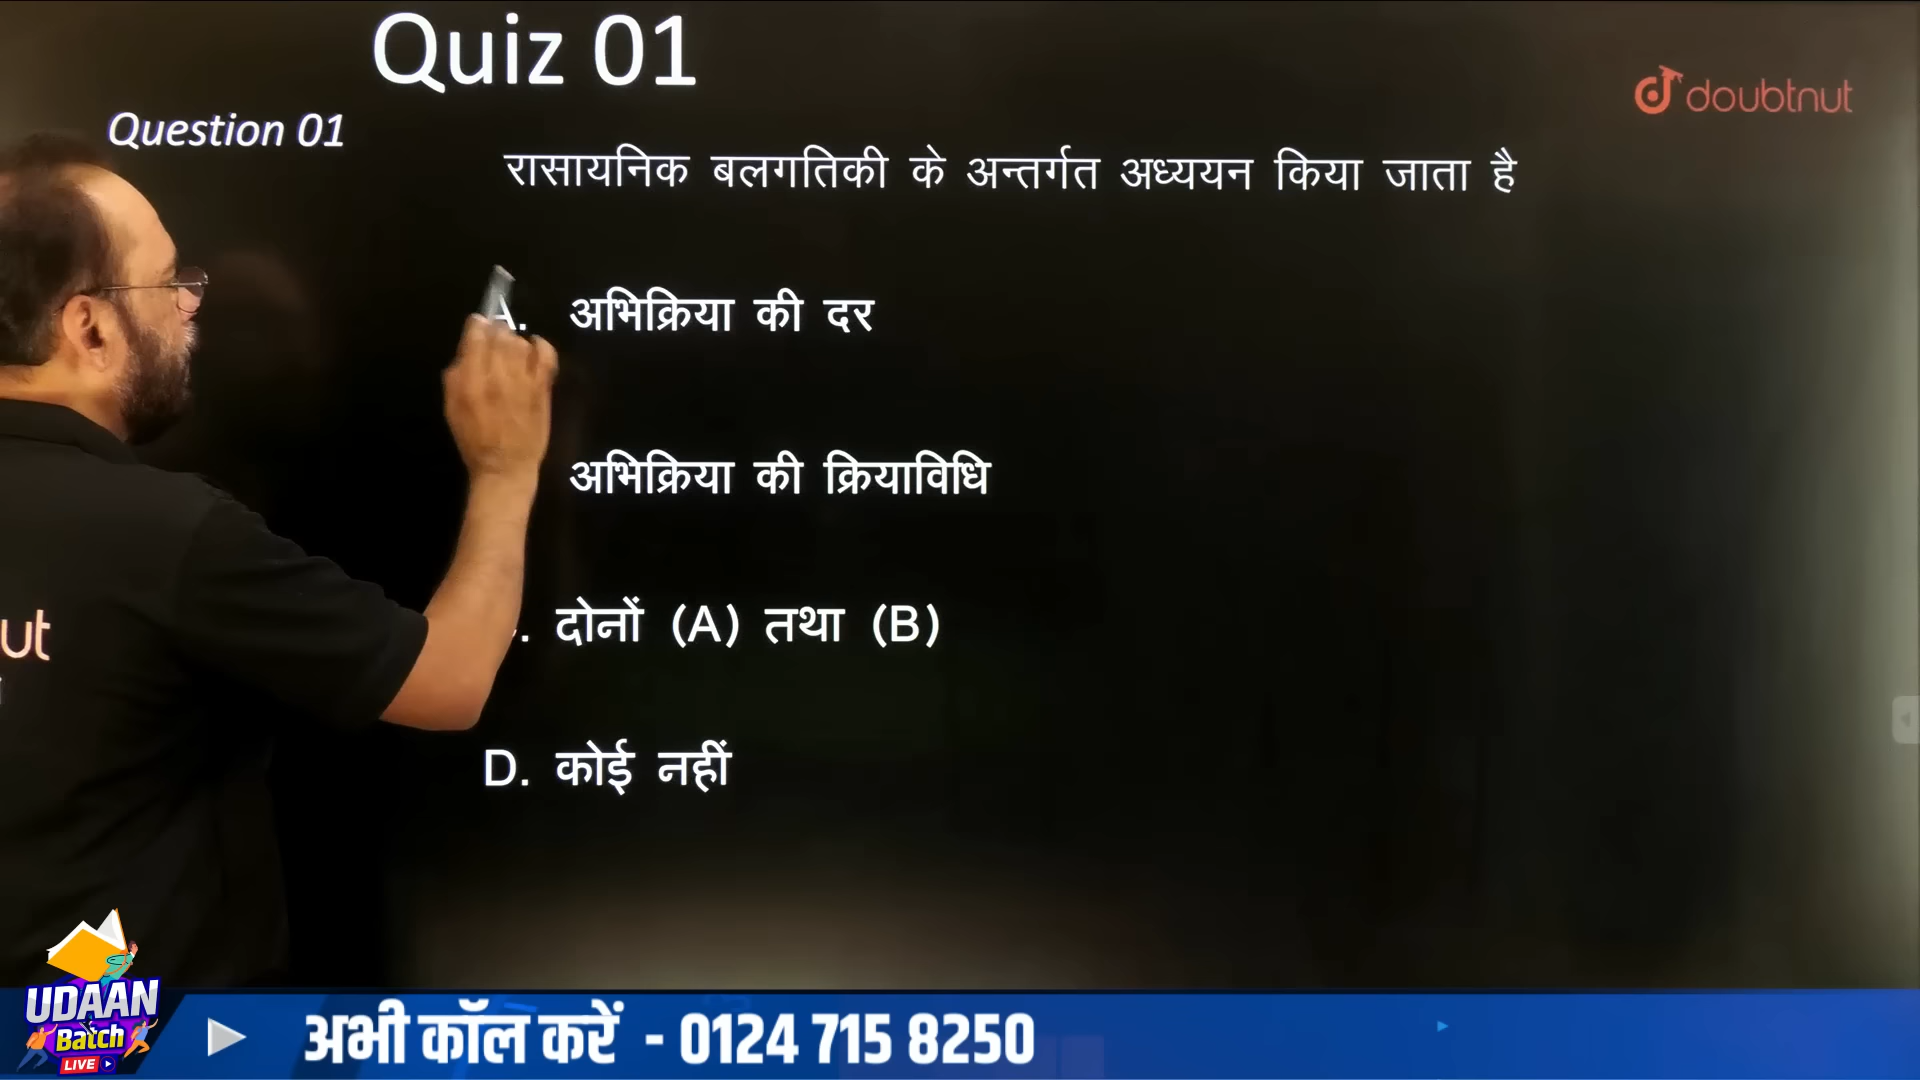 Quiz 01
doubtnut
Question 01
रासायनिक बलगतिकी के अन्तर्गत अध्ययन किया जाता है
A. अभिक्रिया की दर
अभिक्रिया की क्रियाविधि
. दोनों (A) तथा (B)
ut
D. कोई नहीं
UDAAN
Batch
LIVE
अभी कॉल करें - 0124 715 8250